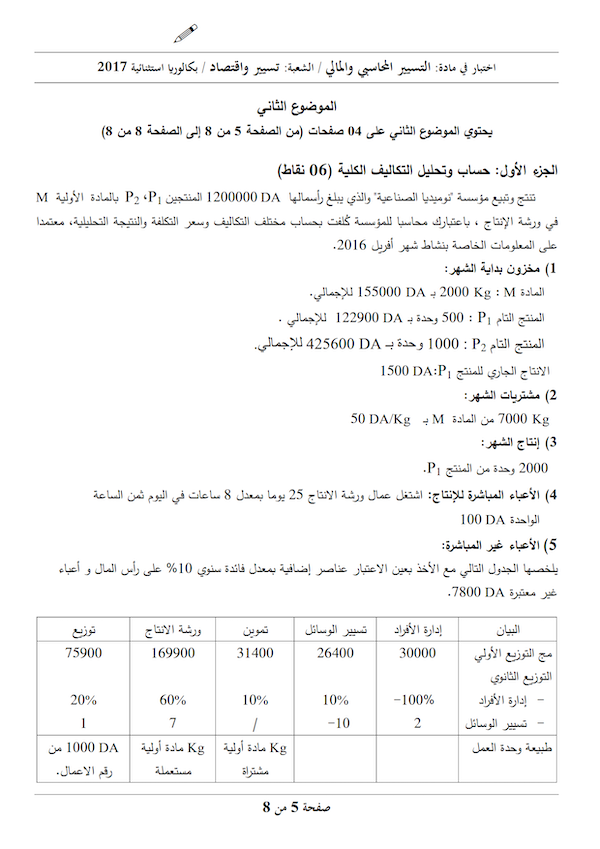 اختبار في مادة: التسيير المحاسبي والمالي / الشعبة: تسيير واقتصاد / بكالوريا استثنائية 2017
الموضوع الثاني
يحتوي الموضوع الثاني على 04 صفحات (من الصفحة 5 من 8 إلى الصفحة 8 من 8)
الجزء الأول: حساب وتحليل التكاليف الكلية (06 نقاط)
تنتج وتبيع مؤسسة "نوميديا الصناعية" والذي يبلغ رأسمالها 1200000 DA المنتجين P1، P2 بالمادة الأولية M
في ورشة الإنتاج ، باعتبارك محاسبا للمؤسسة كُلفت بحساب مختلف التكاليف وسعر التكلفة والنتيجة التحليلية، معتمدا
على المعلومات الخاصة بنشاط شهر أفريل 2016.
1) مخزون بداية الشهر:
المادة M : 2000 Kg بـ 155000 DA للإجمالي.
المنتج التام P1 : 500 وحدة بـ 122900 DA للإجمالي .
المنتج التام P2 : 1000 وحدة بـ 425600 DA للإجمالي.
الانتاج الجاري للمنتج P1: 1500 DA
2) مشتريات الشهر:
7000 Kg من المادة M بـ 50 DA/Kg
3) إنتاج الشهر:
2000 وحدة من المنتج P1.
4) الأعباء المباشرة للإنتاج: اشتغل عمال ورشة الانتاج 25 يوما بمعدل 8 ساعات في اليوم ثمن الساعة
الواحدة 100 DA
5) الأعباء غير المباشرة:
يلخصها الجدول التالي مع الأخذ بعين الاعتبار عناصر إضافية بمعدل فائدة سنوي 10% على رأس المال و أعباء
غير معتبرة 7800 DA.
البيان إدارة الأفراد تسيير الوسائل تموين ورشة الانتاج توزيع
مج التوزيع الأولي 30000 26400 31400 169900 75900
التوزيع الثانوي
- إدارة الأفراد -100% 10% 10% 60% 20%
- تسيير الوسائل 2 -10 / 7 1
طبيعة وحدة العمل Kg مادة أولية Kg مادة أولية 1000 DA من
مشتراة مستعملة رقم الاعمال.
صفحة 5 من 8